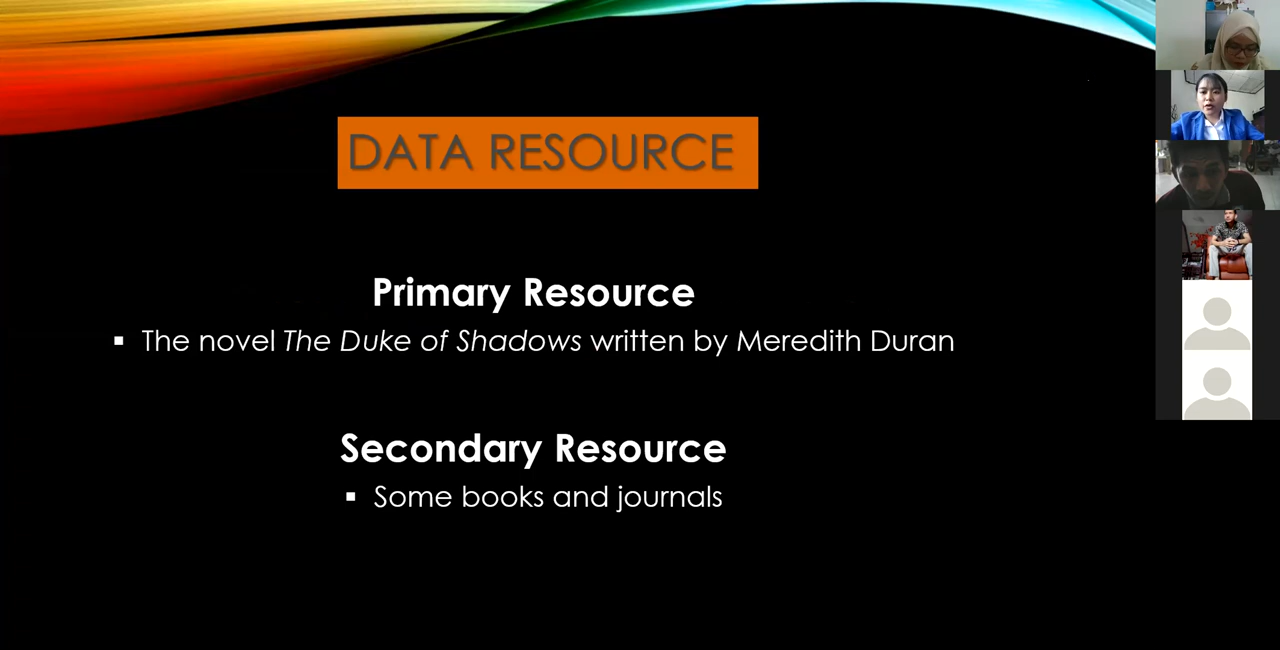 DATA RESOURCE
Primary Resource
▪ The novel The Duke of Shadows written by Meredith Duran
Secondary Resource
▪ Some books and journals